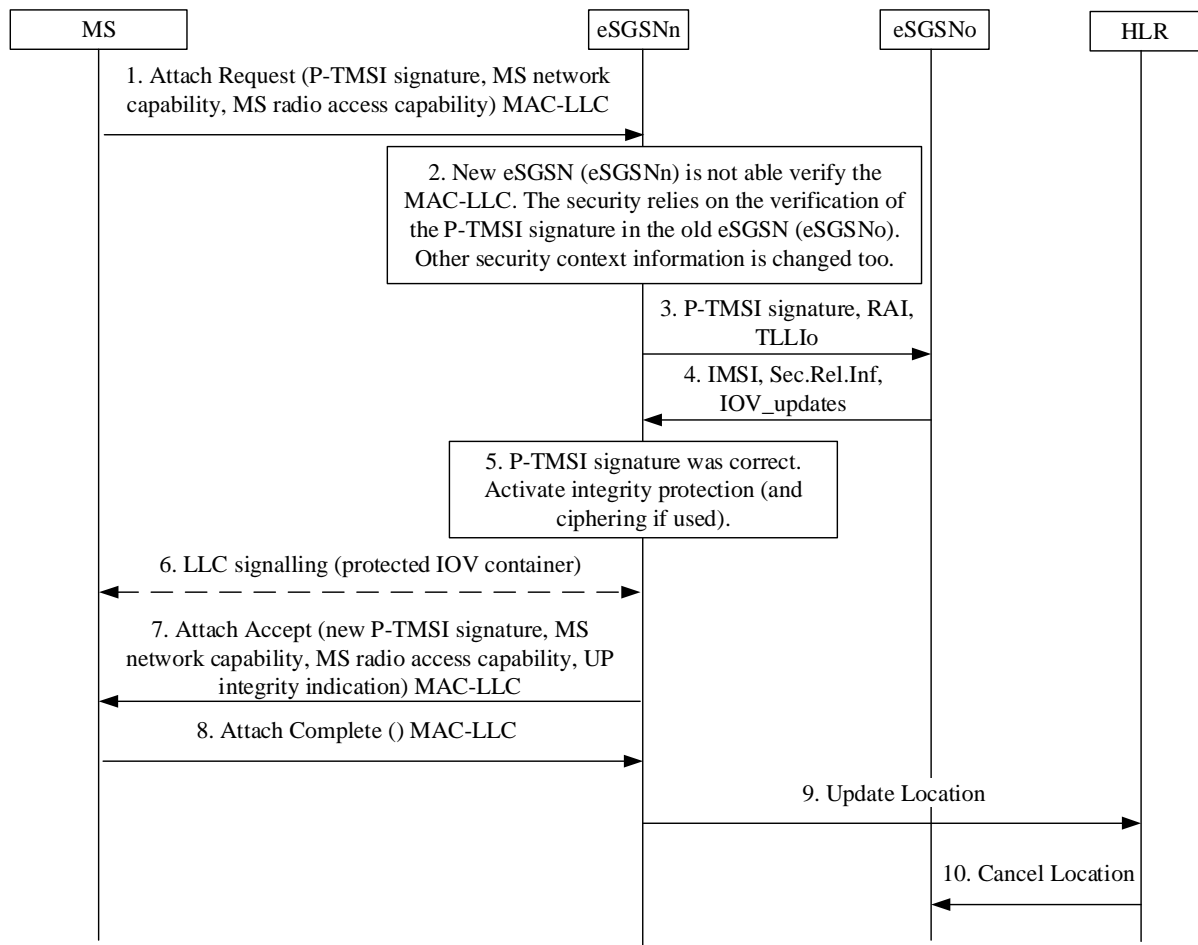 MS
eSGSNn
eSGSNo
HLR
1. Attach Request (P-TMSI signature, MS network
capability, MS radio access capability) MAC-LLC
2. New eSGSN (eSGSNn) is not able verify the
MAC-LLC. The security relies on the verification of
the P-TMSI signature in the old eSGSN (eSGSNo).
Other security context information is changed too.
3. P-TMSI signature, RAI,
TLLIo
4. IMSI, Sec.Rel.Inf,
IOV_updates
5. P-TMSI signature was correct.
Activate integrity protection (and
ciphering if used).
6. LLC signalling (protected IOV container)
7. Attach Accept (new P-TMSI signature, MS
network capability, MS radio access capability, UP
integrity indication) MAC-LLC
8. Attach Complete () MAC-LLC
9. Update Location
10. Cancel Location